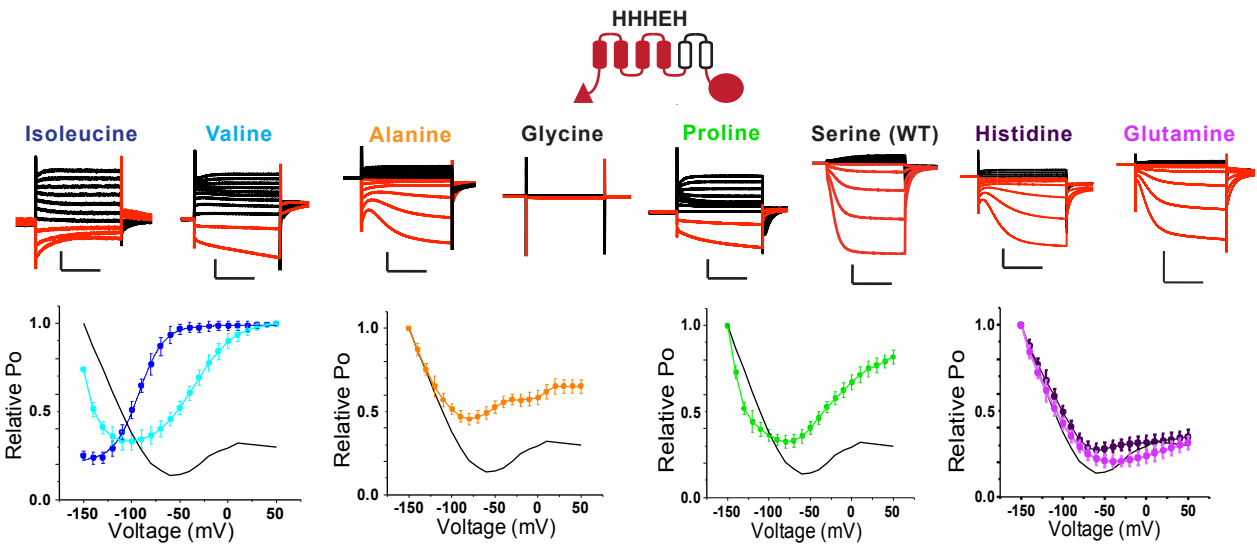 HHHEH
Isoleucine Valine Alanine Glycine Proline Serine (WT) Histidine Glutamine
1.0 1.0 1.0 1.0
0.5 0.5 0.5 0.5
0.0 0.0 0.0 0.0
Relative Po Relative Po Relative Po Relative Po
-150 -100 -50 0 50 -150 -100 -50 0 50 -150 -100 -50 0 50 -150 -100 -50 0 50
Voltage (mV) Voltage (mV) Voltage (mV) Voltage (mV)